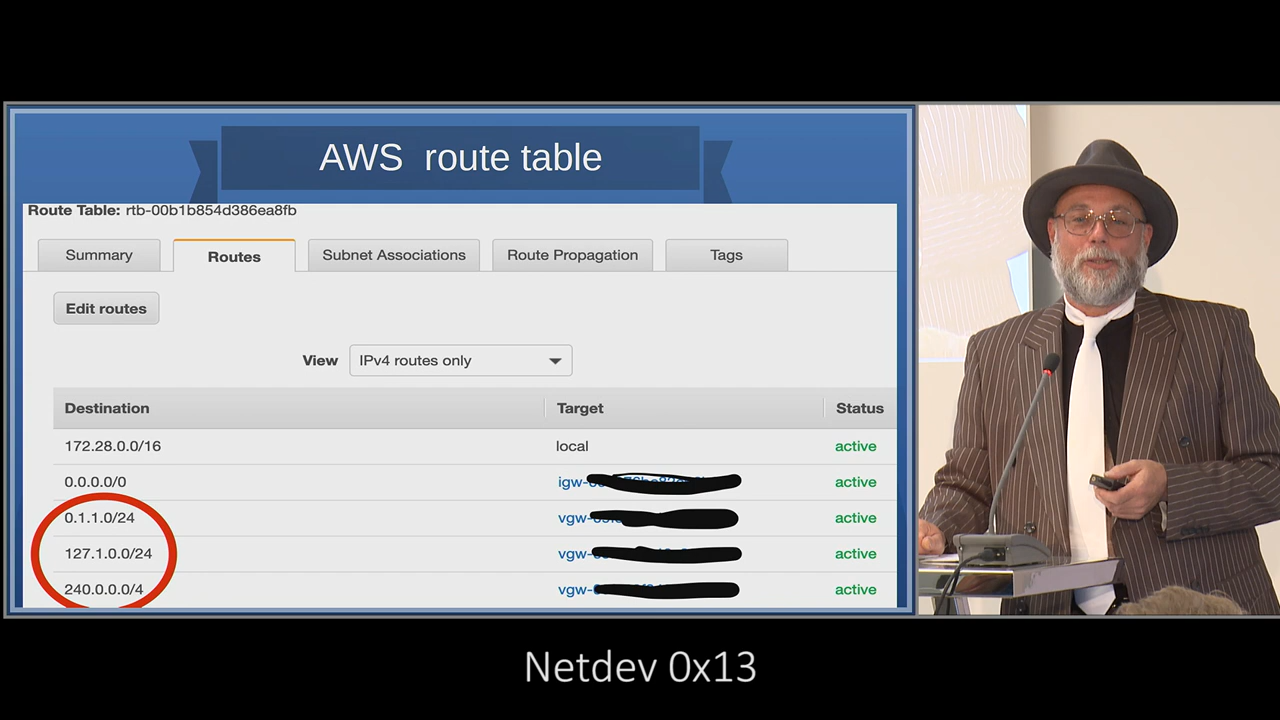 AWS route table
Route Table: rtb-00b1b854d386ea8fb
Summary Routes Subnet Associations Route Propagation Tags
Edit routes
View IPv4 routes only
Destination Target Status
172.28.0.0/16 local active
0.0.0.0/0 igw- active
0.1.1.0/24 vgw- active
127.1.0.0/24 vgw- active
240.0.0.0/4 vgw- active
Netdev 0x13